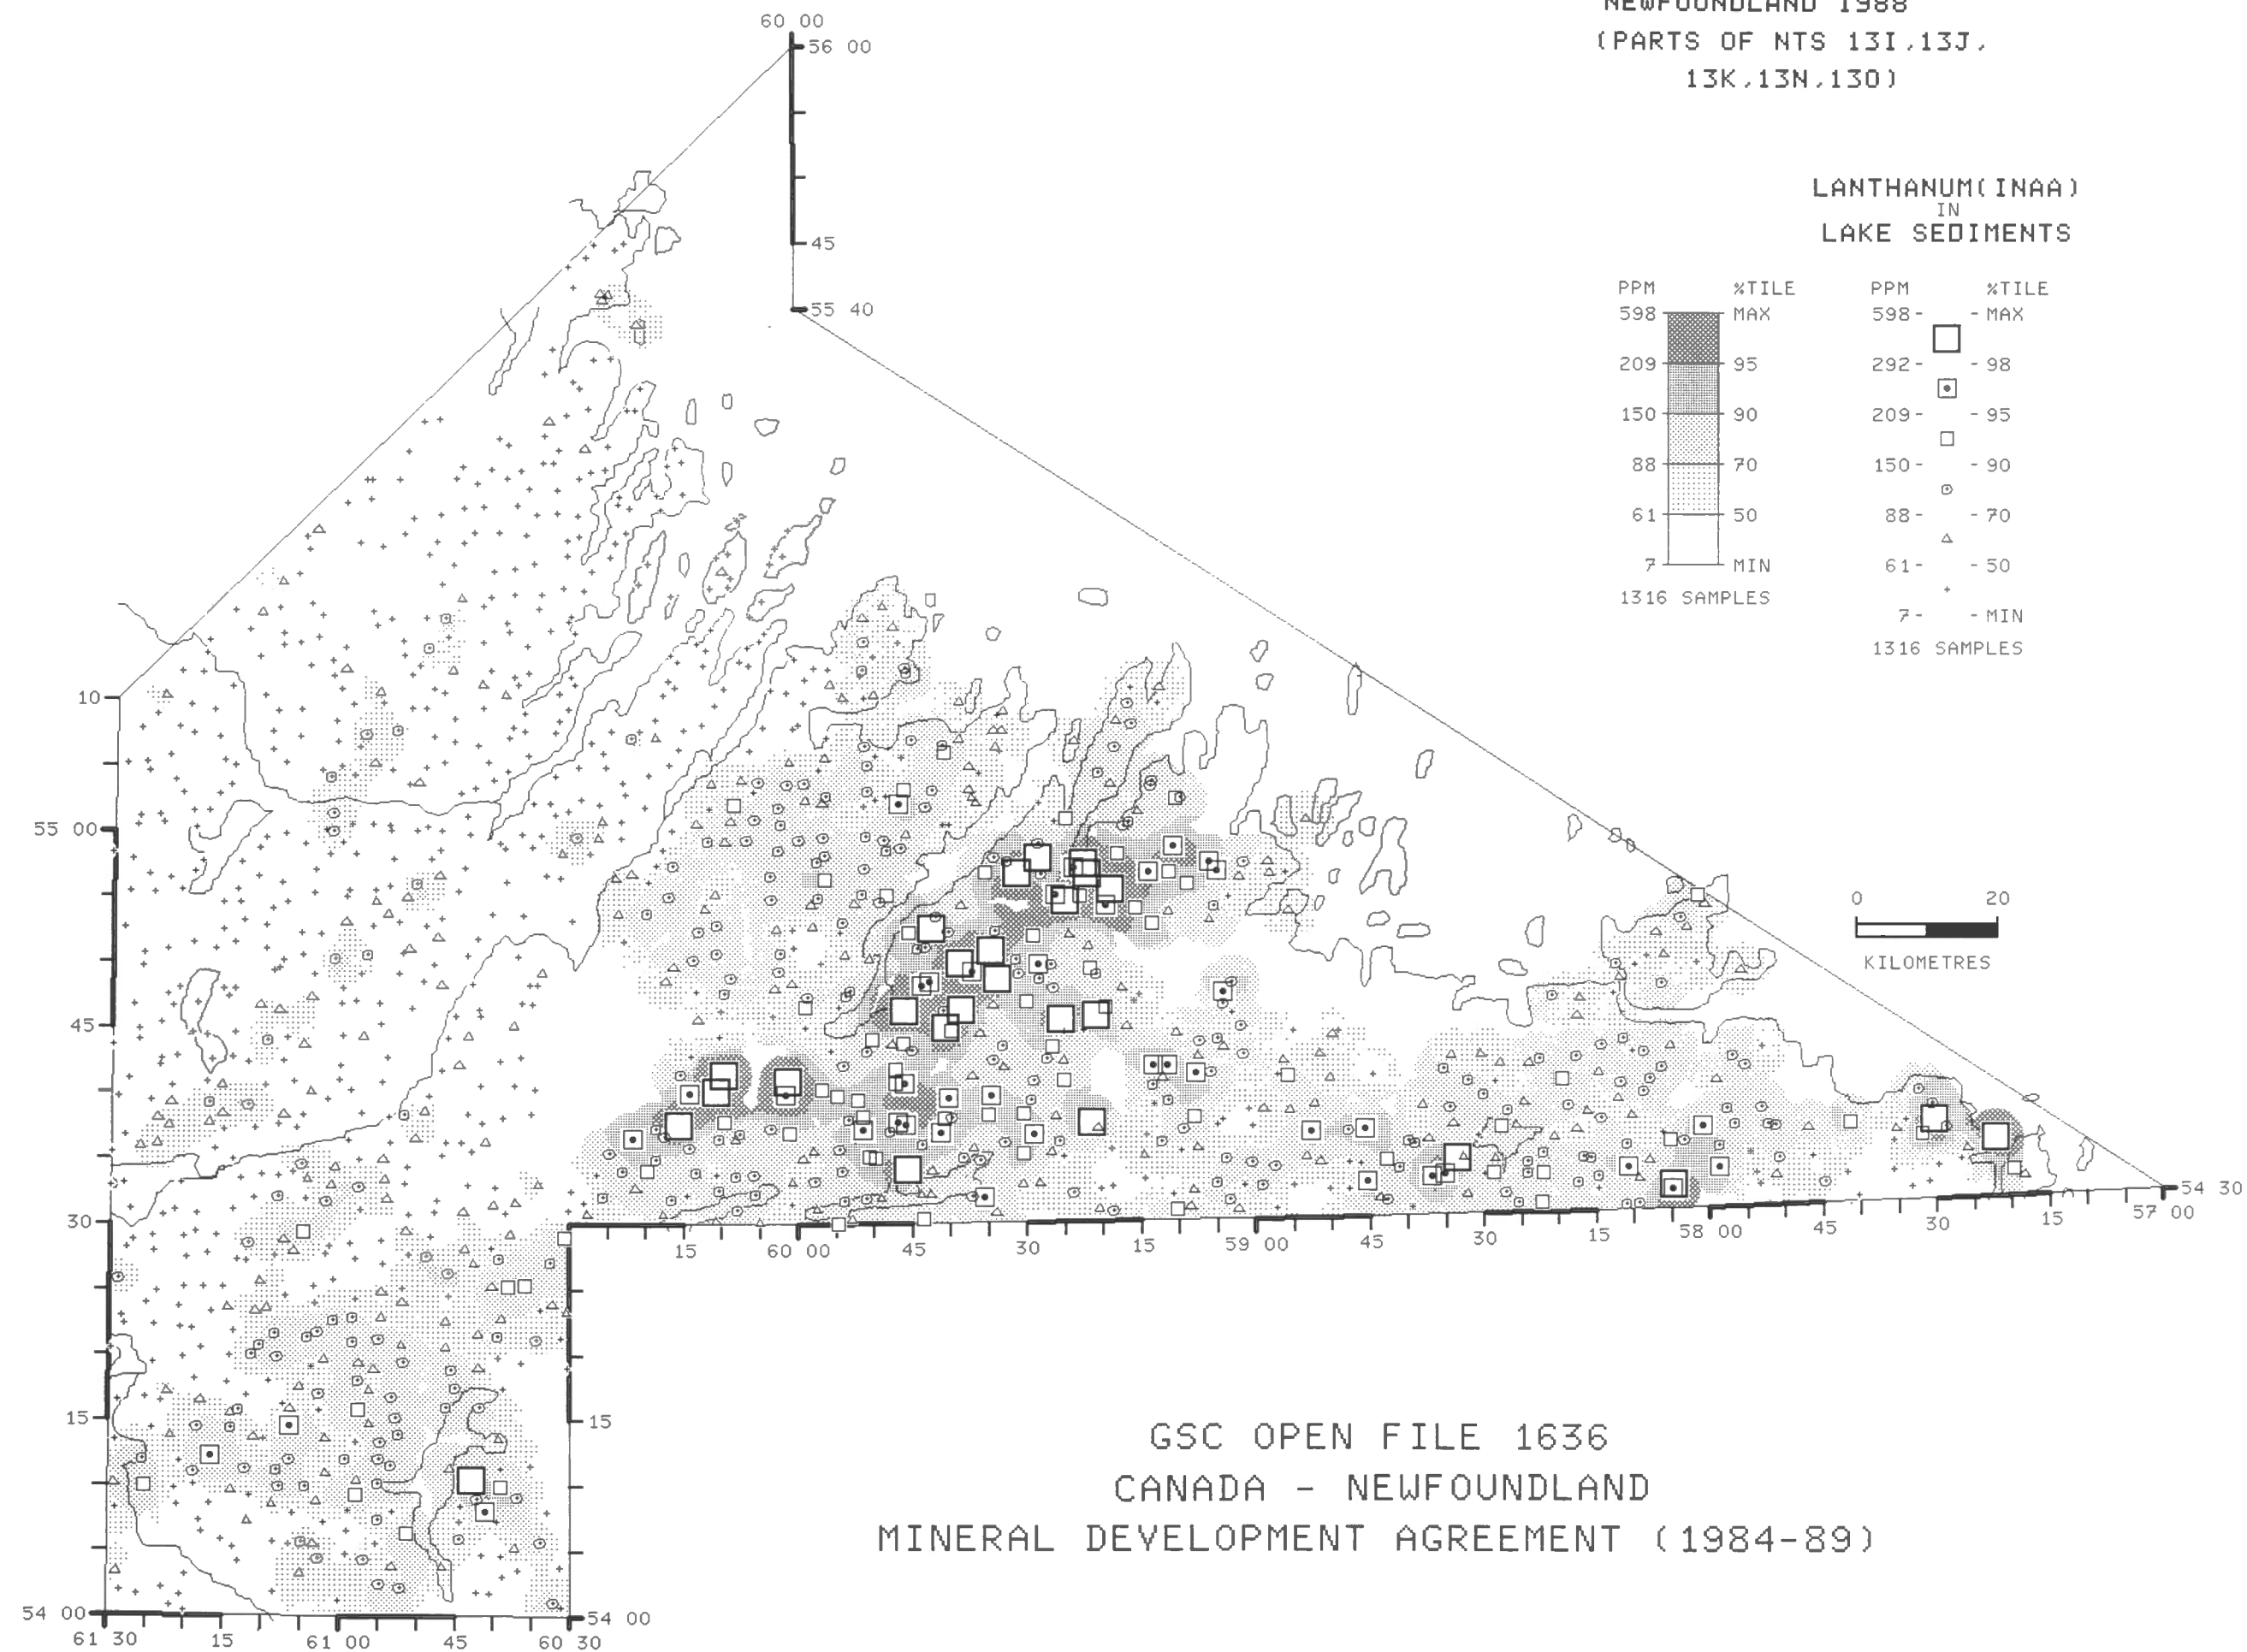 NEWFOUNDLAND 1988
(PARTS OF NTS 13I,13J,
13K,13N,13O)
LANTHANUM(INAA)
IN
LAKE SEDIMENTS
PPM %TILE
598 MAX
209 95
150 90
88 70
61 50
7 MIN
1316 SAMPLES
PPM %TILE
598- -MAX
292- -98
209- -95
150- -90
88- -70
61- -50
7- -MIN
1316 SAMPLES
60 00
56 00
45
55 40
10
55 00
45
30
15
54 00
0 20
KILOMETRES
54 30
15 60 00 45 30 15 59 00 45 30 15 58 00 45 30 15 57 00
15
54 00
61 30 15 61 00 45 60 30
GSC OPEN FILE 1636
CANADA - NEWFOUNDLAND
MINERAL DEVELOPMENT AGREEMENT (1984-89)